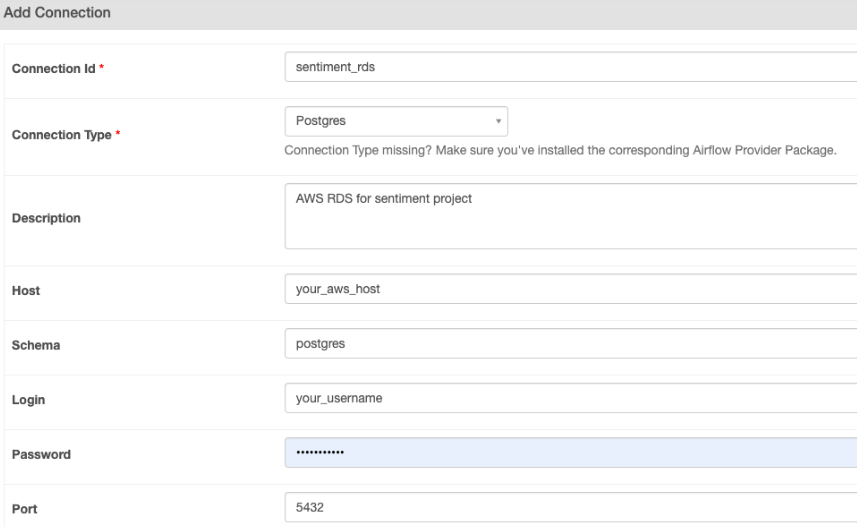 Add Connection
Connection Id *
sentiment_rds
Connection Type *
Postgres
Connection Type missing? Make sure you've installed the corresponding Airflow Provider Package.
Description
AWS RDS for sentiment project
Host
your_aws_host
Schema
postgres
Login
your_username
Password
•••••••••••
Port
5432